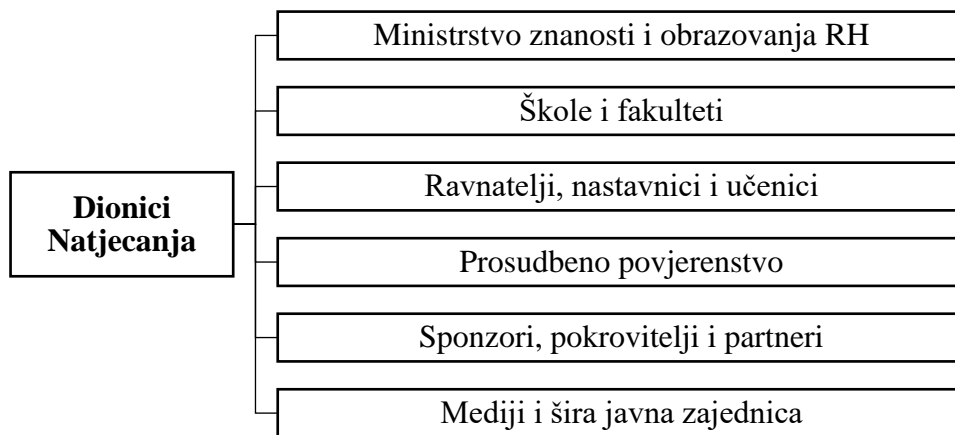 Dionici
Natjecanja
Ministrstvo znanosti i obrazovanja RH
Škole i fakulteti
Ravnatelji, nastavnici i učenici
Prosudbeno povjerenstvo
Sponzori, pokrovitelji i partneri
Mediji i šira javna zajednica